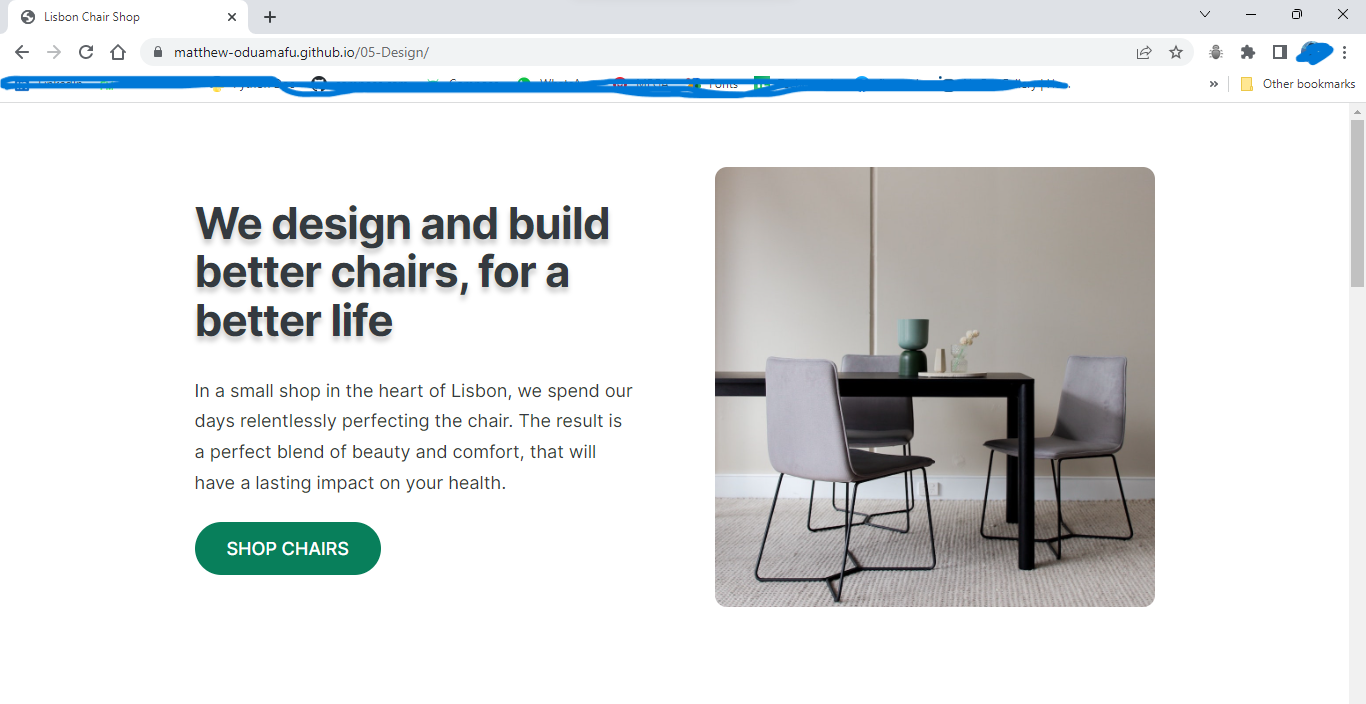 Lisbon Chair Shop
matthew-oduamafu.github.io/05-Design/
Fonts
» Other bookmarks
We design and build
better chairs, for a
better life
In a small shop in the heart of Lisbon, we spend our
days relentlessly perfecting the chair. The result is
a perfect blend of beauty and comfort, that will
have a lasting impact on your health.
SHOP CHAIRS